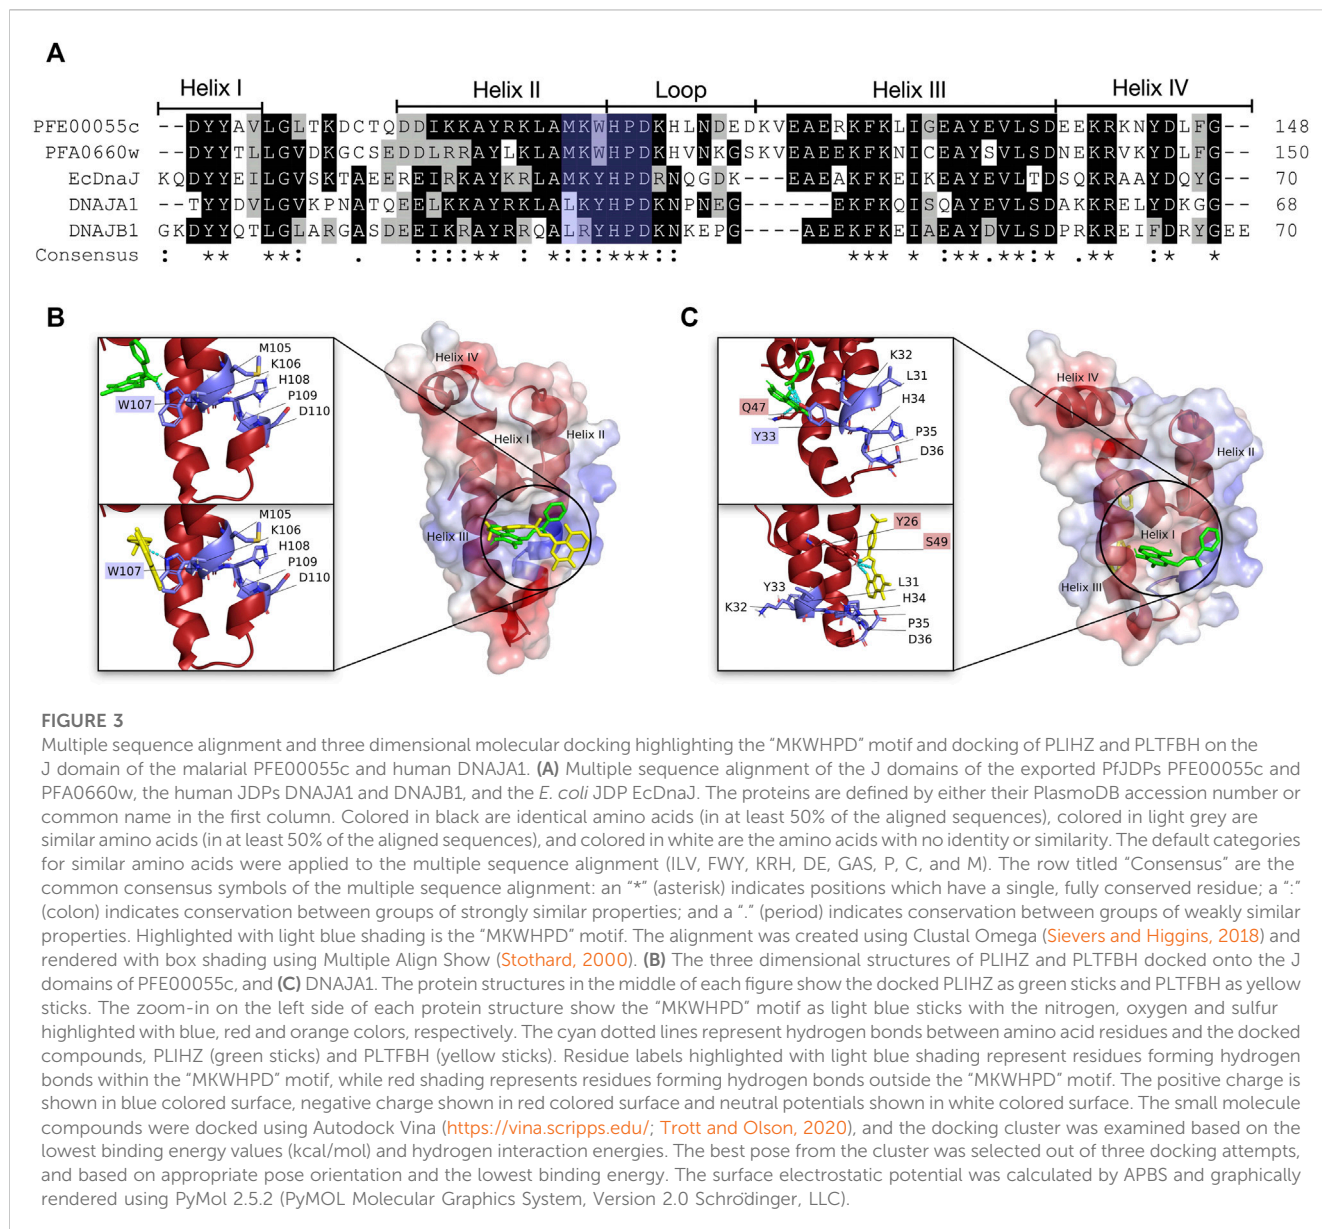 A
Helix I Helix II Loop Helix III Helix IV
PFE00055c --DYYAVLGLTKDCTQDDIKKAYRKLAMKWHPDKHLNDEDKVEAERKFKLIGEAYEVLSDEEKRKNYDLFG-- 148
PFA0660w --DYYTLLGVDKGCSEDDLRRAYLKLAMKWHPDKHVNKGSKVEAEEKFKNICEAYSVLSDNEKRVKYDLFG-- 150
EcDnaJ KQDYYEILGVSKTAEEREIRKAYKRLAMKYHPDRNQGDK---EAEAKFKEIKEAYEVLTDSQKRAAYDQYG-- 70
DNAJA1 --TYYDVLGVKPNATQEELKKAYRKLALKYHPDKNPNEG------EKFKQISQAYEVLSDAKKRELYDKGG-- 68
DNAJB1 GKDYYQTLGLARGASDEEIKRAYRRQALRYHPDKNKEPG----AEEKFKEIAEAYDVLSDPRKREIFDRYGEE 70
Consensus : ** **: . :::: ** *:::***:: *** * :**.**:* .** :* *
B
M105
K106
H108
P109
D110
W107
M105
K106
H108
P109
D110
W107
Helix IV
Helix I
Helix II
Helix III
C
K32
L31
H34
Q47
Y33
P35
D36
Y26
S49
L31
Y33
H34
K32
P35
D36
Helix IV
Helix II
Helix I
Helix III
FIGURE 3
Multiple sequence alignment and three dimensional molecular docking highlighting the "MKWHPD" motif and docking of PLIHZ and PLTFBH on the
J domain of the malarial PFE00055c and human DNAJA1. (A) Multiple sequence alignment of the J domains of the exported PfJDPs PFE00055c and
PFA0660w, the human JDPs DNAJA1 and DNAJB1, and the E. coli JDP EcDnaJ. The proteins are defined by either their PlasmoDB accession number or
common name in the first column. Colored in black are identical amino acids (in at least 50% of the aligned sequences), colored in light grey are
similar amino acids (in at least 50% of the aligned sequences), and colored in white are the amino acids with no identity or similarity. The default categories
for similar amino acids were applied to the multiple sequence alignment (ILV, FWY, KRH, DE, GAS, P, C, and M). The row titled "Consensus" are the
common consensus symbols of the multiple sequence alignment: an "*" (asterisk) indicates positions which have a single, fully conserved residue; a ":"
(colon) indicates conservation between groups of strongly similar properties; and a "." (period) indicates conservation between groups of weakly similar
properties. Highlighted with light blue shading is the "MKWHPD" motif. The alignment was created using Clustal Omega (Sievers and Higgins, 2018) and
rendered with box shading using Multiple Align Show (Stothard, 2000). (B) The three dimensional structures of PLIHZ and PLTFBH docked onto the J
domains of PFE00055c, and (C) DNAJA1. The protein structures in the middle of each figure show the docked PLIHZ as green sticks and PLTFBH as yellow
sticks. The zoom-in on the left side of each protein structure show the "MKWHPD" motif as light blue sticks with the nitrogen, oxygen and sulfur
highlighted with blue, red and orange colors, respectively. The cyan dotted lines represent hydrogen bonds between amino acid residues and the docked
compounds, PLIHZ (green sticks) and PLTFBH (yellow sticks). Residue labels highlighted with light blue shading represent residues forming hydrogen
bonds within the "MKWHPD" motif, while red shading represents residues forming hydrogen bonds outside the "MKWHPD" motif. The positive charge is
shown in blue colored surface, negative charge shown in red colored surface and neutral potentials shown in white colored surface. The small molecule
compounds were docked using Autodock Vina (https://vina.scripps.edu/; Trott and Olson, 2020), and the docking cluster was examined based on the
lowest binding energy values (kcal/mol) and hydrogen interaction energies. The best pose from the cluster was selected out of three docking attempts,
and based on appropriate pose orientation and the lowest binding energy. The surface electrostatic potential was calculated by APBS and graphically
rendered using PyMol 2.5.2 (PyMOL Molecular Graphics System, Version 2.0 Schrödinger, LLC).